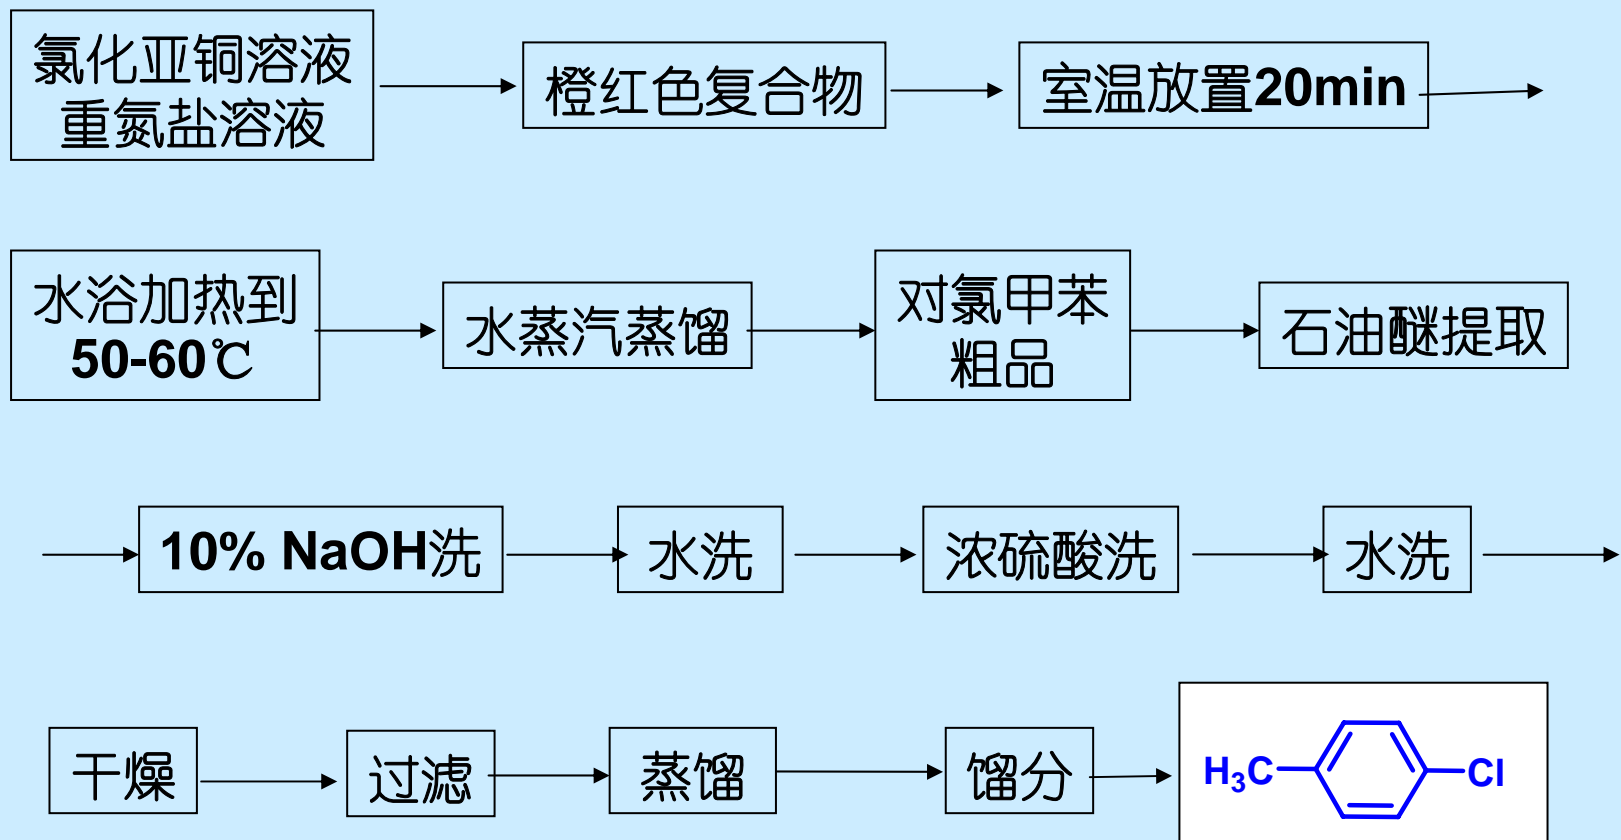 氯化亚铜溶液
重氮盐溶液
橙红色复合物
室温放置20min
水浴加热到
50-60℃
水蒸汽蒸馏
对氯甲苯
粗品
石油醚提取
10% NaOH洗
水洗
浓硫酸洗
水洗
干燥
过滤
蒸馏
馏分
H₃C
Cl